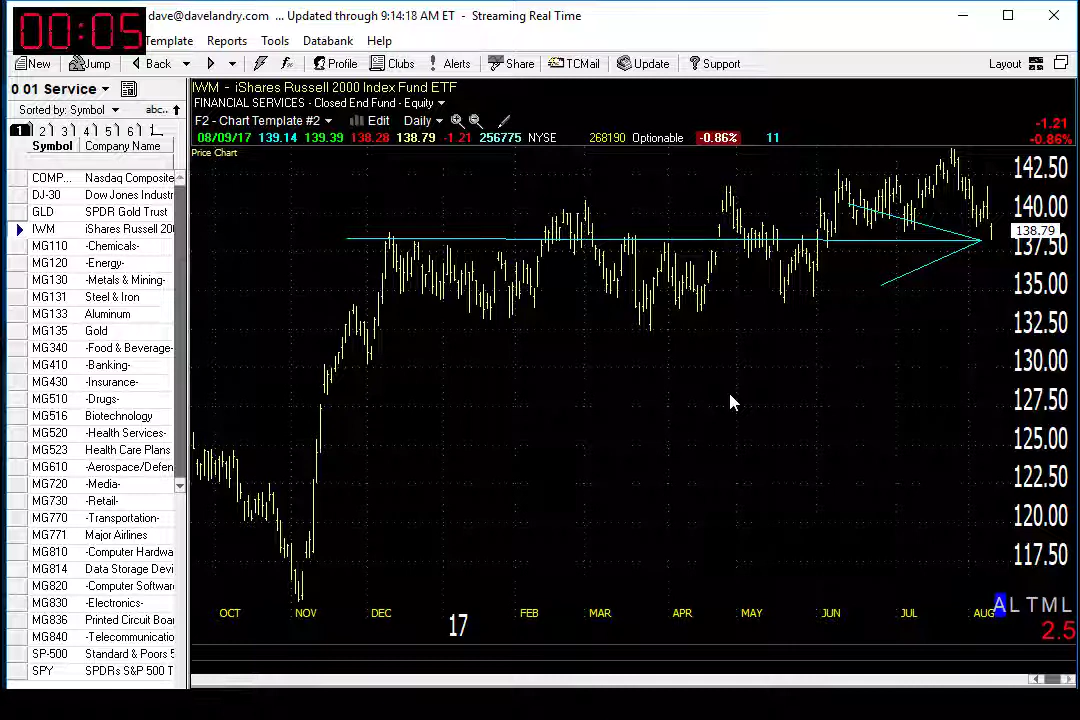 00:05
dave@davelandry.com ... Updated through 9:14:18 AM ET - Streaming Real Time
Template Reports Tools Databank Help
New Jump Back Profile Clubs Alerts Share TCMail Update Support Layout
0 01 Service
Sorted by: Symbol abc..
1 2 3 4 5 6
Symbol Company Name
COMP... Nasdaq Composite
DJ-30 Dow Jones Industr
GLD SPDR Gold Trust
IWM iShares Russell 200
MG110 -Chemicals-
MG120 -Energy-
MG130 -Metals & Mining-
MG131 Steel & Iron
MG133 Aluminum
MG135 Gold
MG340 -Food & Beverage-
MG410 -Banking-
MG430 -Insurance-
MG510 -Drugs-
MG516 Biotechnology
MG520 -Health Services-
MG523 Health Care Plans
MG610 -Aerospace/Defen
MG720 -Media-
MG730 -Retail-
MG770 -Transportation-
MG771 Major Airlines
MG810 -Computer Hardwa
MG814 Data Storage Devi
MG820 -Computer Softwar
MG830 -Electronics-
MG836 Printed Circuit Boar
MG840 -Telecommunicatio
SP-500 Standard & Poors 5
SPY SPDRs S&P 500 T
IWM - iShares Russell 2000 Index Fund ETF
FINANCIAL SERVICES - Closed End Fund - Equity
F2 - Chart Template #2 Edit Daily
08/09/17 139.14 139.39 138.28 138.79 -1.21 256775 NYSE 268190 Optionable -0.86% 11
-1.21
-0.86%
Price Chart
142.50
140.00
138.79
137.50
135.00
132.50
130.00
127.50
125.00
122.50
120.00
117.50
OCT NOV DEC 17 FEB MAR APR MAY JUN JUL AUG
ALTML
2.5